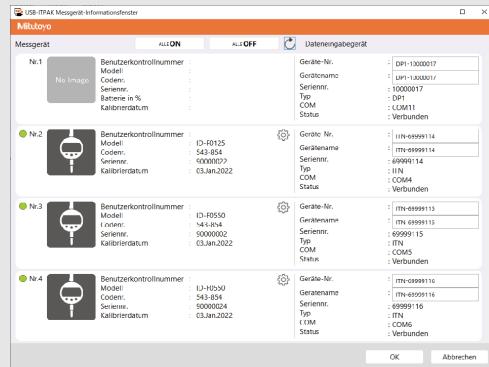 USB-ITPAK Messgerät-Informationsfenster
Mitutoyo
Messgerät ALLE ON ALLE OFF Dateneingabegerät
Nr.1
No Image
Benutzerkontrollnummer :
Modell :
Codenr. :
Seriennr. :
Batterie in % :
Kalibrierdatum :
Geräte-Nr. : DP1-10000017
Gerätename : DP1-10000017
Seriennr. : 10000017
Typ : DP1
COM : COM11
Status : Verbunden
Nr.2
Benutzerkontrollnummer :
Modell : ID-F0125
Codenr. : 543-854
Seriennr. : 90000022
Kalibrierdatum : 03.Jan.2022
Geräte-Nr. : ITN-69999114
Gerätename : ITN-69999114
Seriennr. : 69999114
Typ : ITN
COM : COM4
Status : Verbunden
Nr.3
Benutzerkontrollnummer :
Modell : ID-F0550
Codenr. : 543-854
Seriennr. : 90000002
Kalibrierdatum : 03.Jan.2022
Geräte-Nr. : ITN-69999115
Gerätename : ITN-69999115
Seriennr. : 69999115
Typ : ITN
COM : COM5
Status : Verbunden
Nr.4
Benutzerkontrollnummer :
Modell : ID-F0550
Codenr. : 543-854
Seriennr. : 90000024
Kalibrierdatum : 03.Jan.2022
Geräte-Nr. : ITN-69999116
Gerätename : ITN-69999116
Seriennr. : 69999116
Typ : ITN
COM : COM6
Status : Verbunden
OK Abbrechen